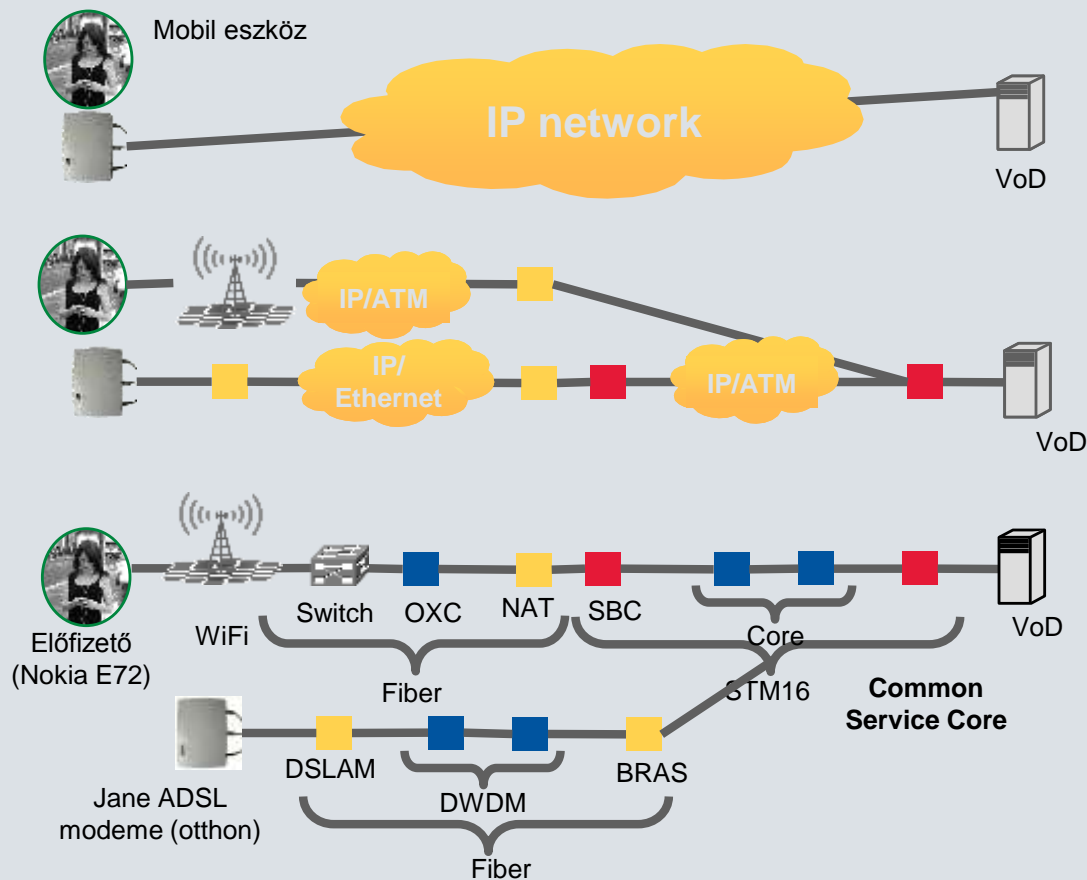 Mobil eszköz
IP network
VoD
IP/ATM
IP/
Ethernet
IP/ATM
VoD
Switch
OXC
NAT
SBC
Core
VoD
WiFi
Előfizető
(Nokia E72)
Fiber
STM16
Common
Service Core
DSLAM
BRAS
DWDM
Jane ADSL
modeme (otthon)
Fiber